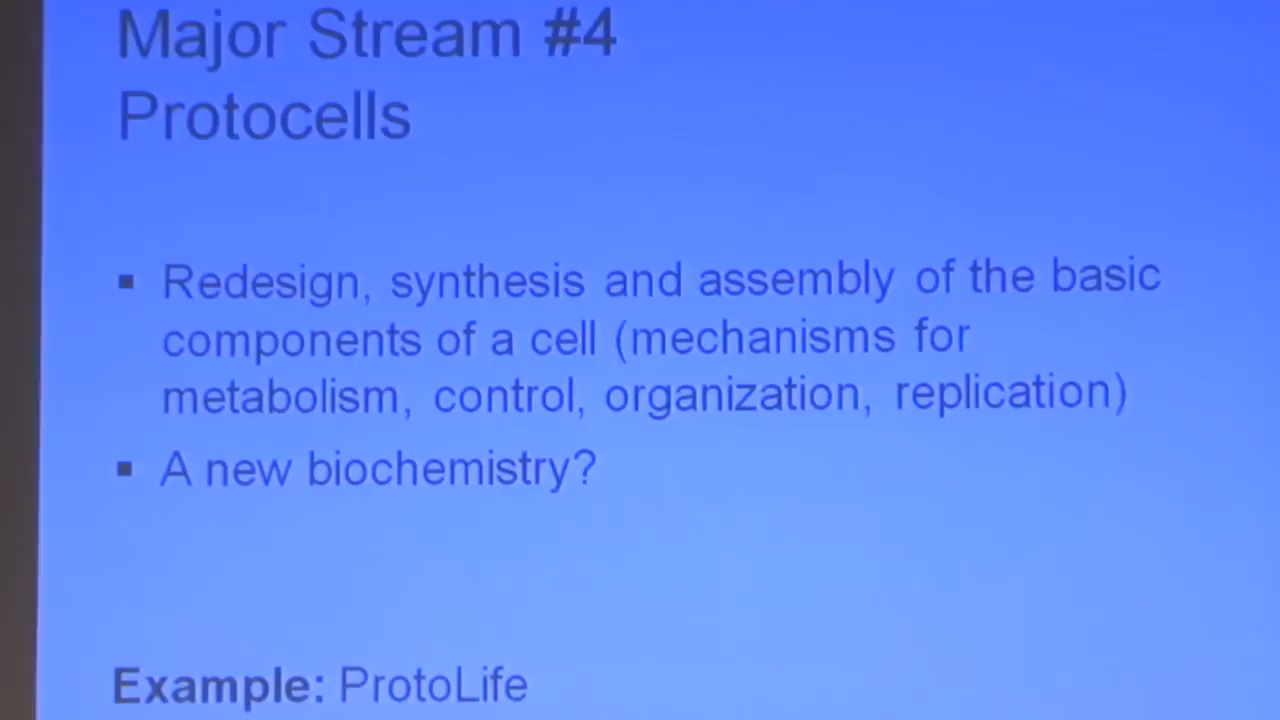 Major Stream #4
Protocells
▪ Redesign, synthesis and assembly of the basic
components of a cell (mechanisms for
metabolism, control, organization, replication)
▪ A new biochemistry?
Example: ProtoLife